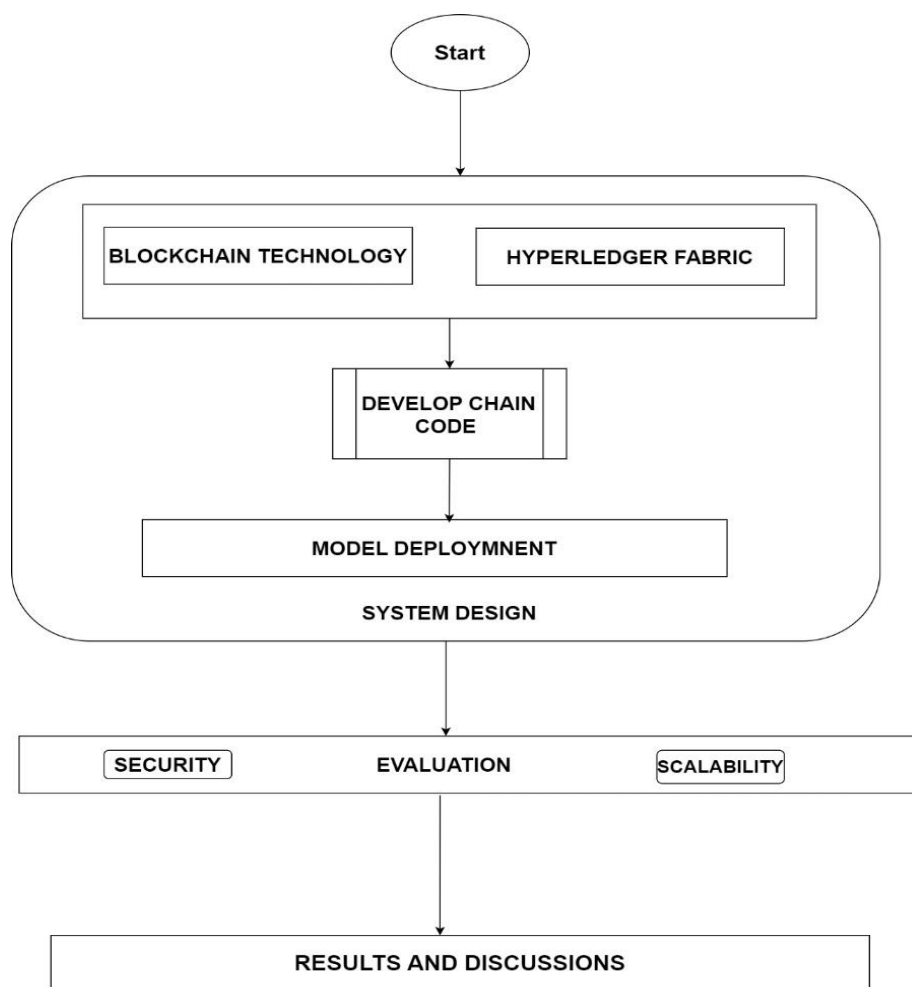 Start
BLOCKCHAIN TECHNOLOGY
HYPERLEDGER FABRIC
DEVELOP CHAIN
CODE
MODEL DEPLOYMNENT
SYSTEM DESIGN
SECURITY
EVALUATION
SCALABILITY
RESULTS AND DISCUSSIONS